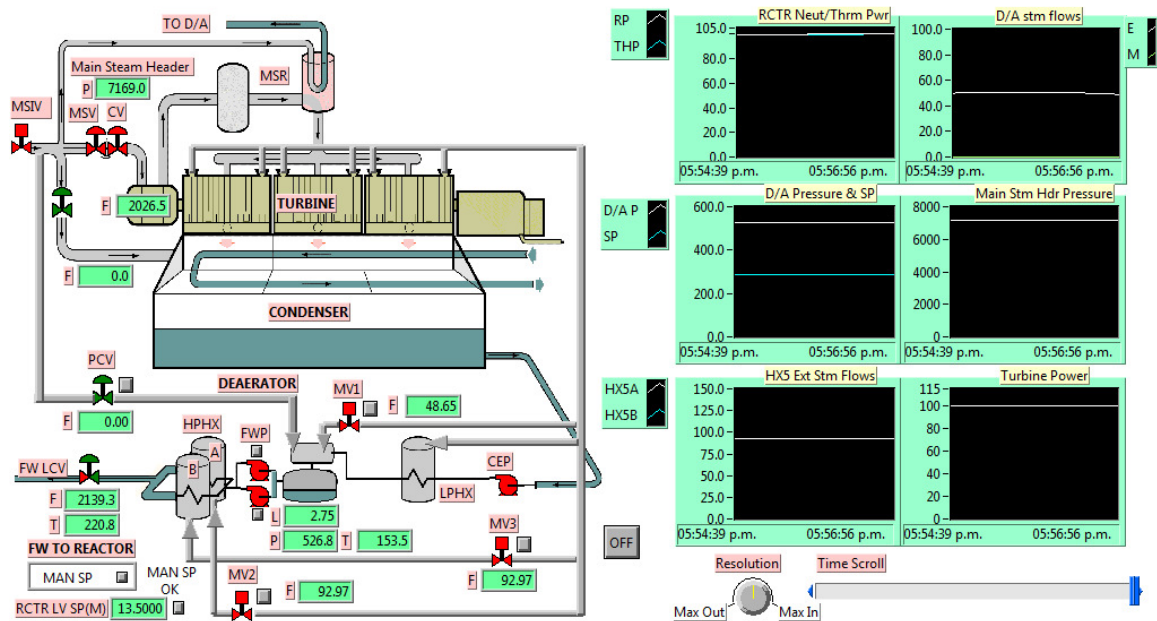 TO D/A
Main Steam Header
P 7169.0
MSR
MSIV
MSV CV
F 2026.5
TURBINE
F 0.0
CONDENSER
PCV
DEAERATOR
MV1
F 48.65
F 0.00
HPHX
FWP
A
B
CEP
FW LCV
LPHX
F 2139.3
L 2.75
T 220.8
P 526.8 T 153.5
MV3
FW TO REACTOR
MAN SP
MAN SP
OK
MV2
F 92.97
F 92.97
RCTR LV SP(M) 13.5000
OFF
RP
THP
RCTR Neut/Thrm Pwr
105.0
80.0
60.0
40.0
20.0
0.0
05:54:39 p.m. 05:56:56 p.m.
D/A stm flows
E
M
100.0
80.0
60.0
40.0
20.0
0.0
05:54:39 p.m. 05:56:56 p.m.
D/A Pressure & SP
D/A P
SP
600.0
400.0
200.0
0.0
05:54:39 p.m. 05:56:56 p.m.
Main Stm Hdr Pressure
8000
6000
4000
2000
0
05:54:39 p.m. 05:56:56 p.m.
HX5 Ext Stm Flows
HX5A
HX5B
150.0
125.0
100.0
75.0
50.0
25.0
0.0
05:54:39 p.m. 05:56:56 p.m.
Turbine Power
115
100
80
60
40
20
0
05:54:39 p.m. 05:56:56 p.m.
Resolution
Max Out Max In
Time Scroll